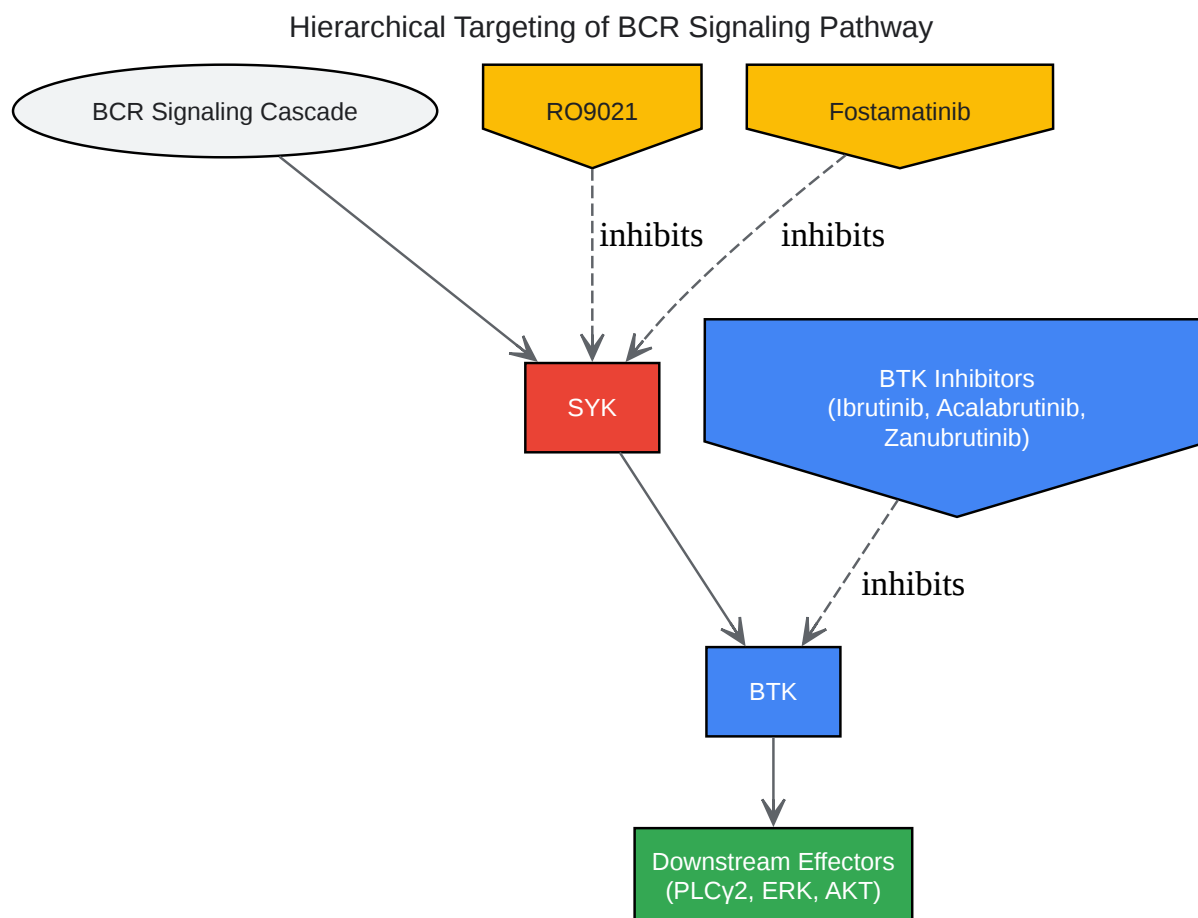 Hierarchical Targeting of BCR Signaling Pathway
BCR Signaling Cascade
RO9021
Fostamatinib
inhibits
inhibits
BTK Inhibitors
(Ibrutinib, Acalabrutinib,
Zanubrutinib)
SYK
inhibits
BTK
Downstream Effectors
(PLCγ2, ERK, AKT)